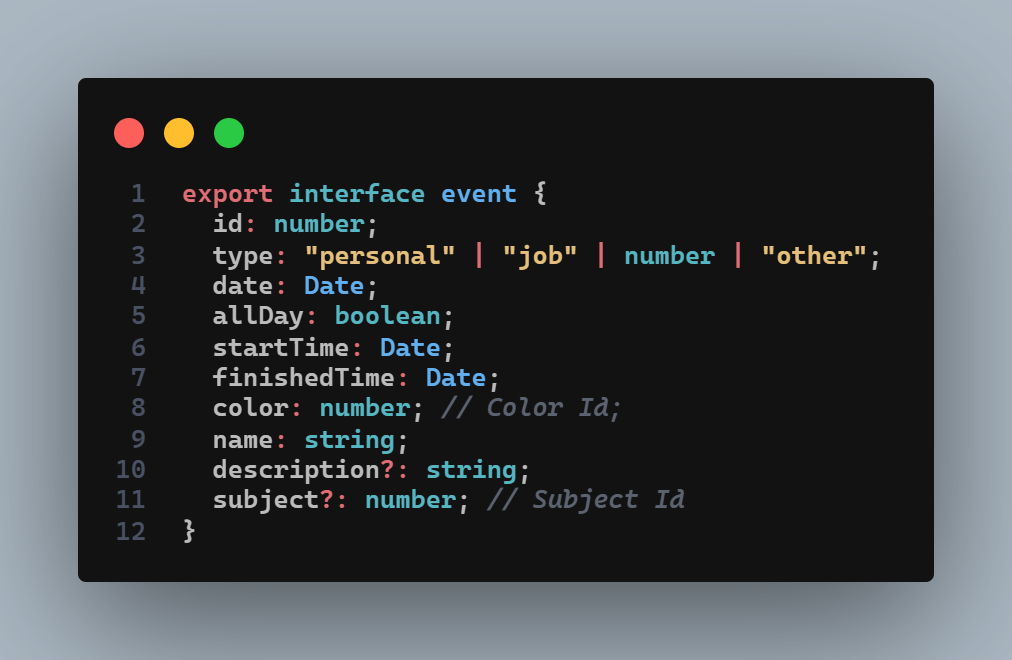 1 export interface event {
2 id: number;
3 type: "personal" | "job" | number | "other";
4 date: Date;
5 allDay: boolean;
6 startTime: Date;
7 finishedTime: Date;
8 color: number; // Color Id;
9 name: string;
10 description?: string;
11 subject?: number; // Subject Id
12 }